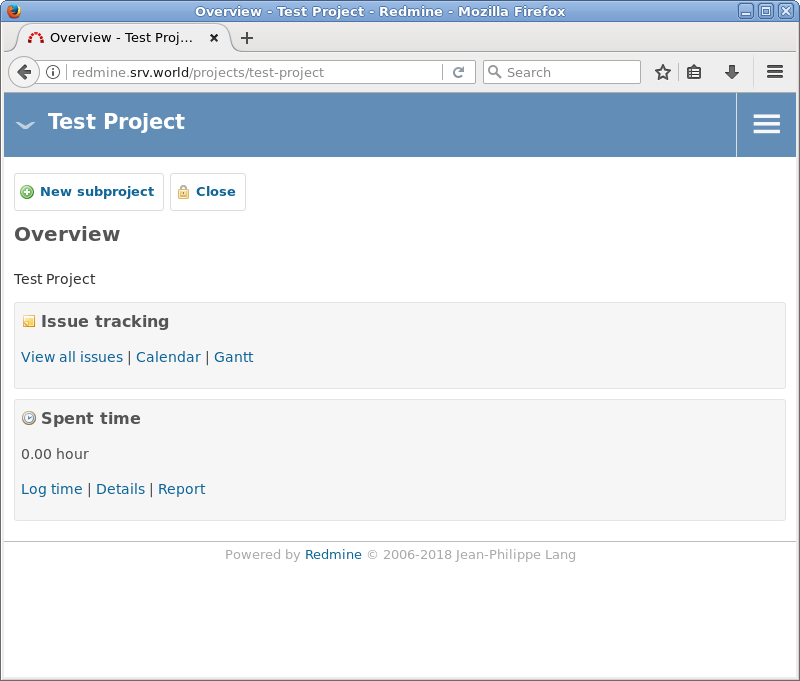 Overview - Test Project - Redmine - Mozilla Firefox
Overview - Test Proj...
redmine.srv.world/projects/test-project
Search
Test Project
New subproject
Close
Overview
Test Project
Issue tracking
View all issues | Calendar | Gantt
Spent time
0.00 hour
Log time | Details | Report
Powered by Redmine © 2006-2018 Jean-Philippe Lang